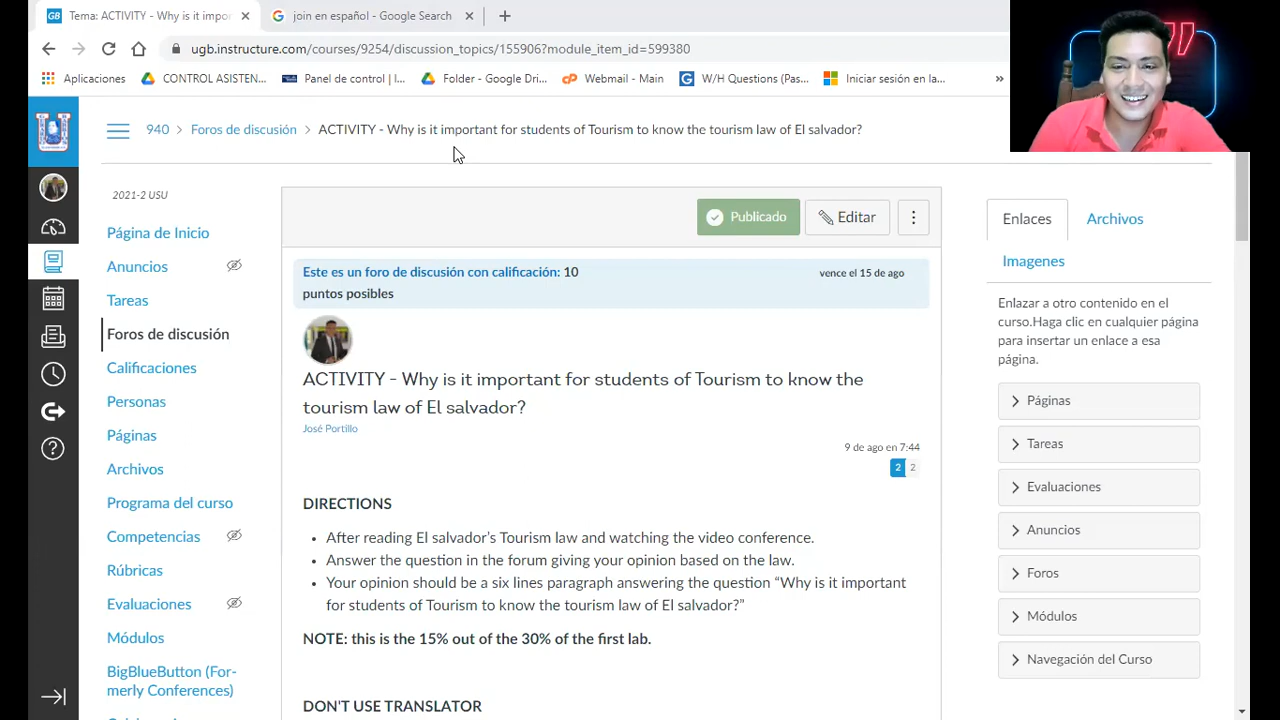 Tema: ACTIVITY - Why is it impor
join en español - Google Search
ugb.instructure.com/courses/9254/discussion_topics/155906?module_item_id=599380
Aplicaciones
CONTROL ASISTEN...
Panel de control | I...
Folder - Google Dri...
Webmail - Main
W/H Questions (Pas...
Iniciar sesión en la...
»
940 > Foros de discusión > ACTIVITY - Why is it important for students of Tourism to know the tourism law of El salvador?
2021-2 USU
Página de Inicio
Anuncios
Tareas
Foros de discusión
Calificaciones
Personas
Páginas
Archivos
Programa del curso
Competencias
Rúbricas
Evaluaciones
Módulos
BigBlueButton (For-
merly Conferences)
Publicado
Editar
Este es un foro de discusión con calificación: 10
puntos posibles
vence el 15 de ago
ACTIVITY - Why is it important for students of Tourism to know the
tourism law of El salvador?
José Portillo
9 de ago en 7:44
2 2
DIRECTIONS
• After reading El salvador's Tourism law and watching the video conference.
• Answer the question in the forum giving your opinion based on the law.
• Your opinion should be a six lines paragraph answering the question “Why is it important
for students of Tourism to know the tourism law of El salvador?”
NOTE: this is the 15% out of the 30% of the first lab.
DON'T USE TRANSLATOR
Enlaces
Archivos
Imagenes
Enlazar a otro contenido en el
curso.Haga clic en cualquier página
para insertar un enlace a esa
página.
Páginas
Tareas
Evaluaciones
Anuncios
Foros
Módulos
Navegación del Curso